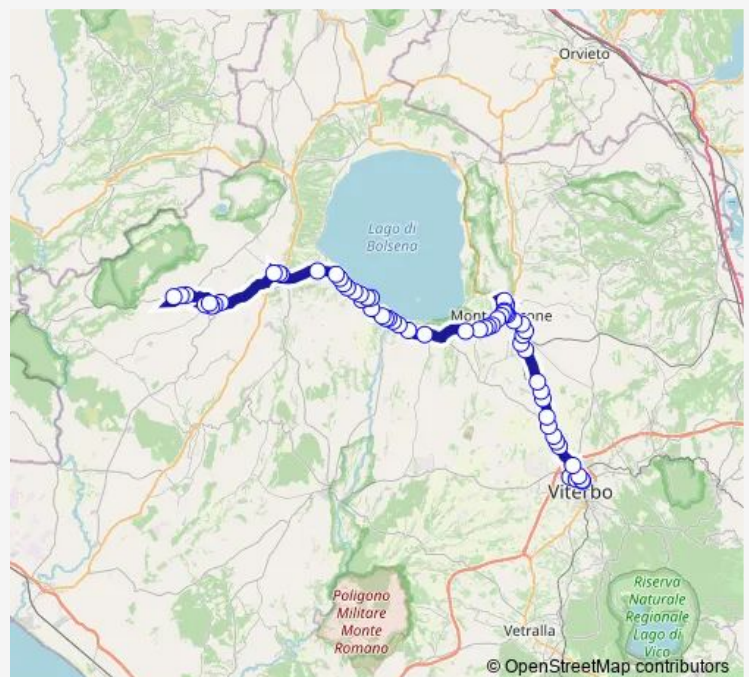 Orvieto
Lago di
Bolsena
Viterbo
Poligono
Militare
Monte
Romano
Riserva
Naturale
Regionale
Lago di
Vico
Vetralla
© OpenStreetMap contributors